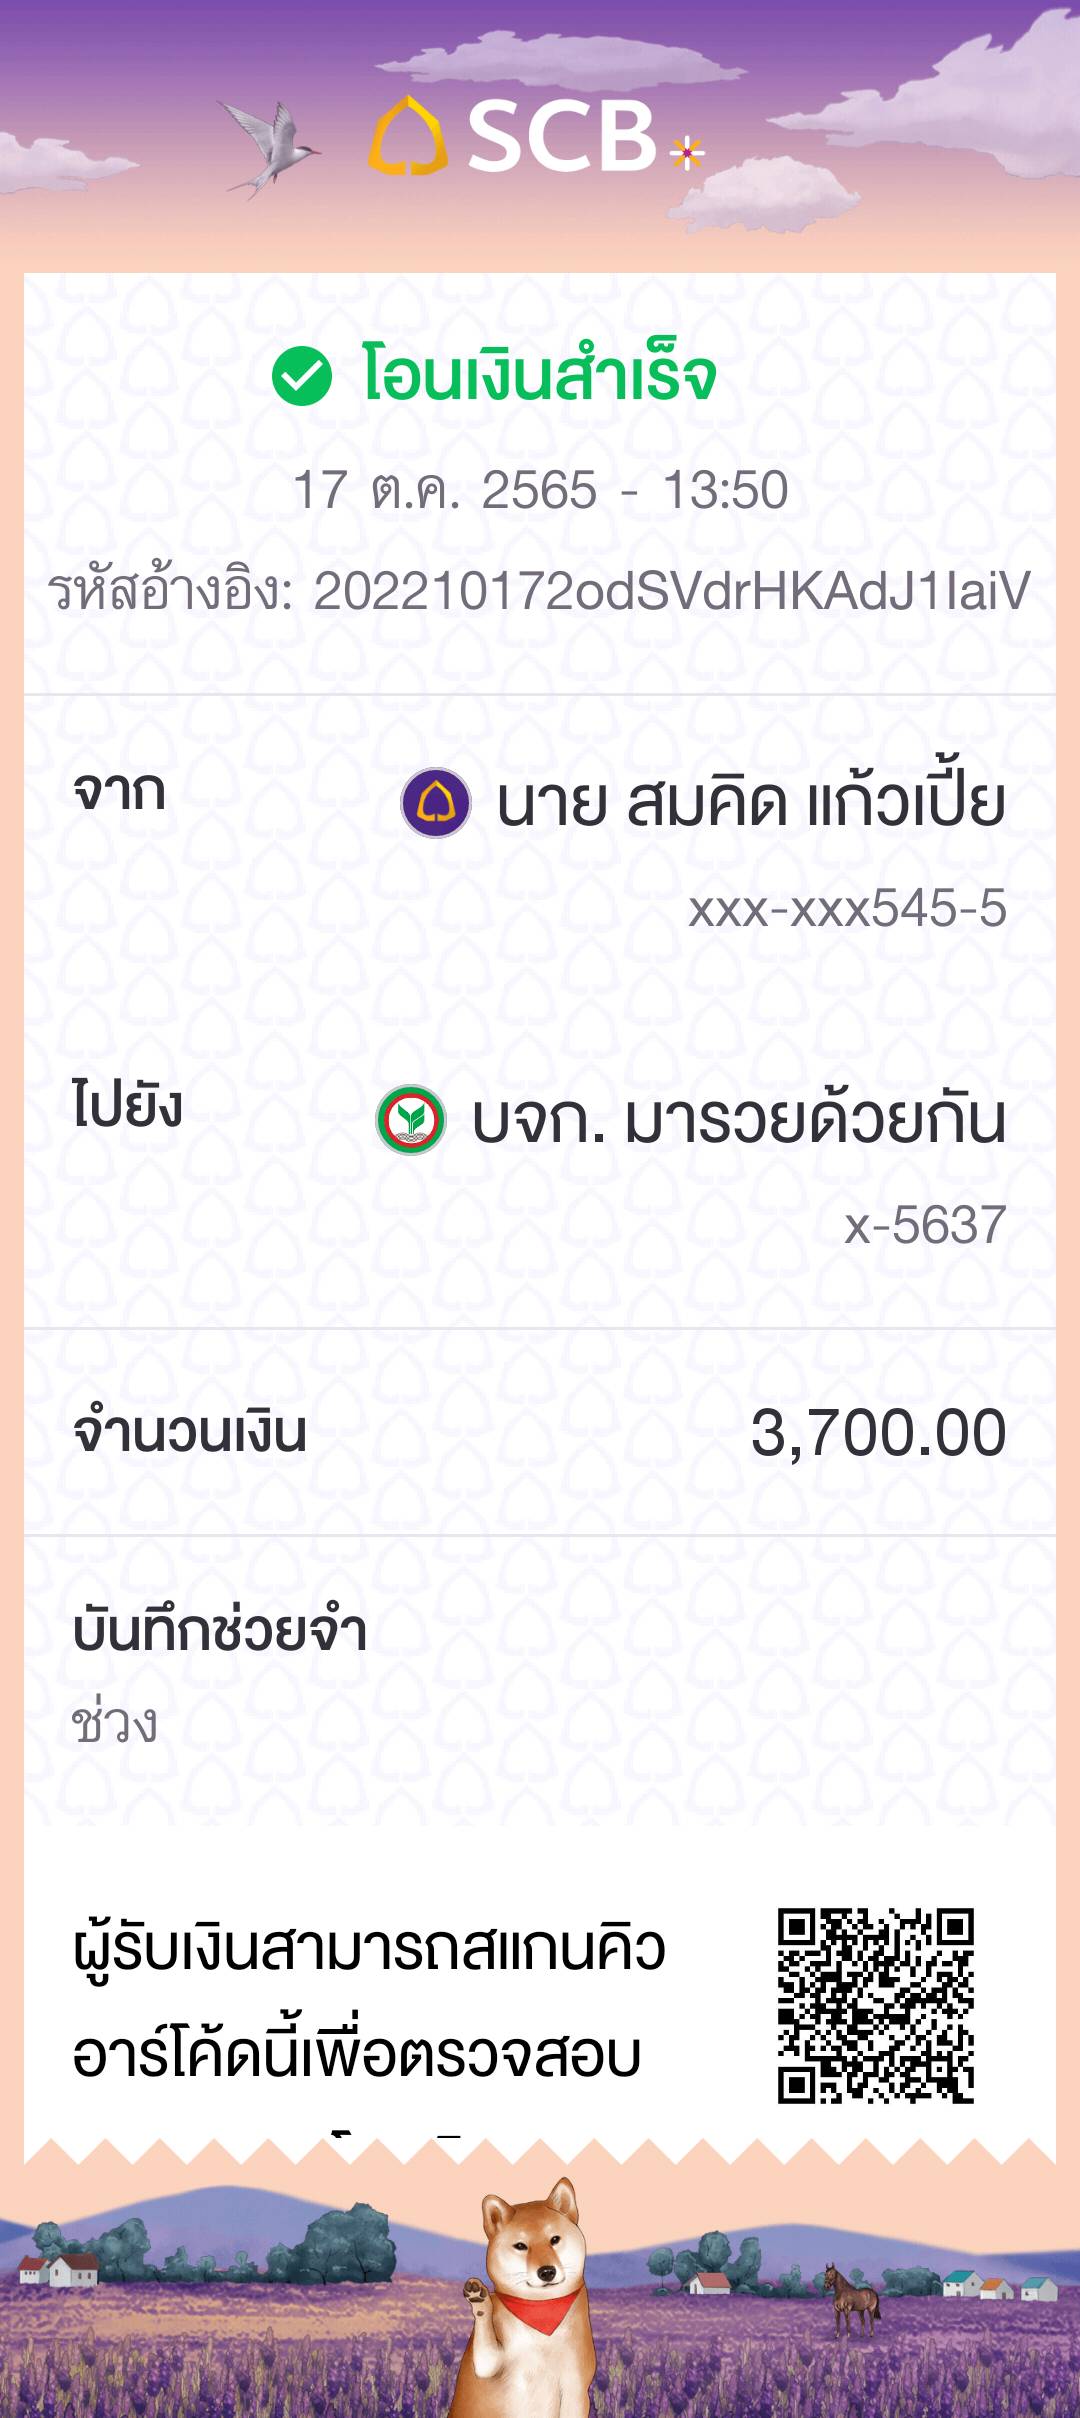 SCB
โอนเงินสำเร็จ
17 ต.ค. 2565 - 13:50
รหัสอ้างอิง: 202210172odSVdrHKAdJ1IaiV
จาก
นาย สมคิด แก้วเปี้ย
xxx-xxx545-5
ไปยัง
บจก. มารวยด้วยกัน
x-5637
จำนวนเงิน
3,700.00
บันทึกช่วยจำ
ช่วง
ผู้รับเงินสามารถสแกนคิว
อาร์โค้ดนี้เพื่อตรวจสอบ